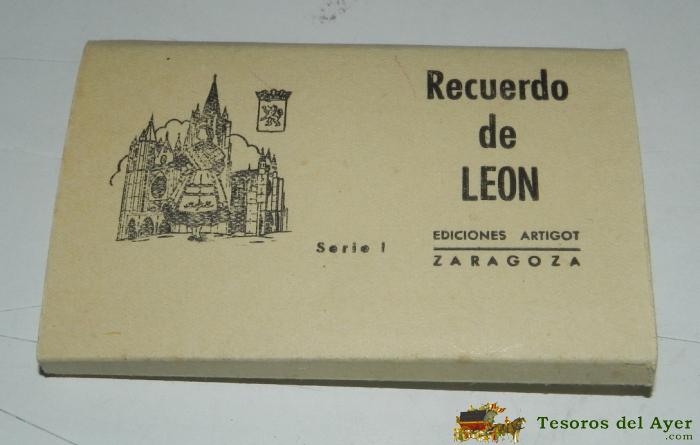 Recuerdo
de
LEON
Serie I
EDICIONES ARTIGOT
ZARAGOZA
Tesoros del Ayer
.com